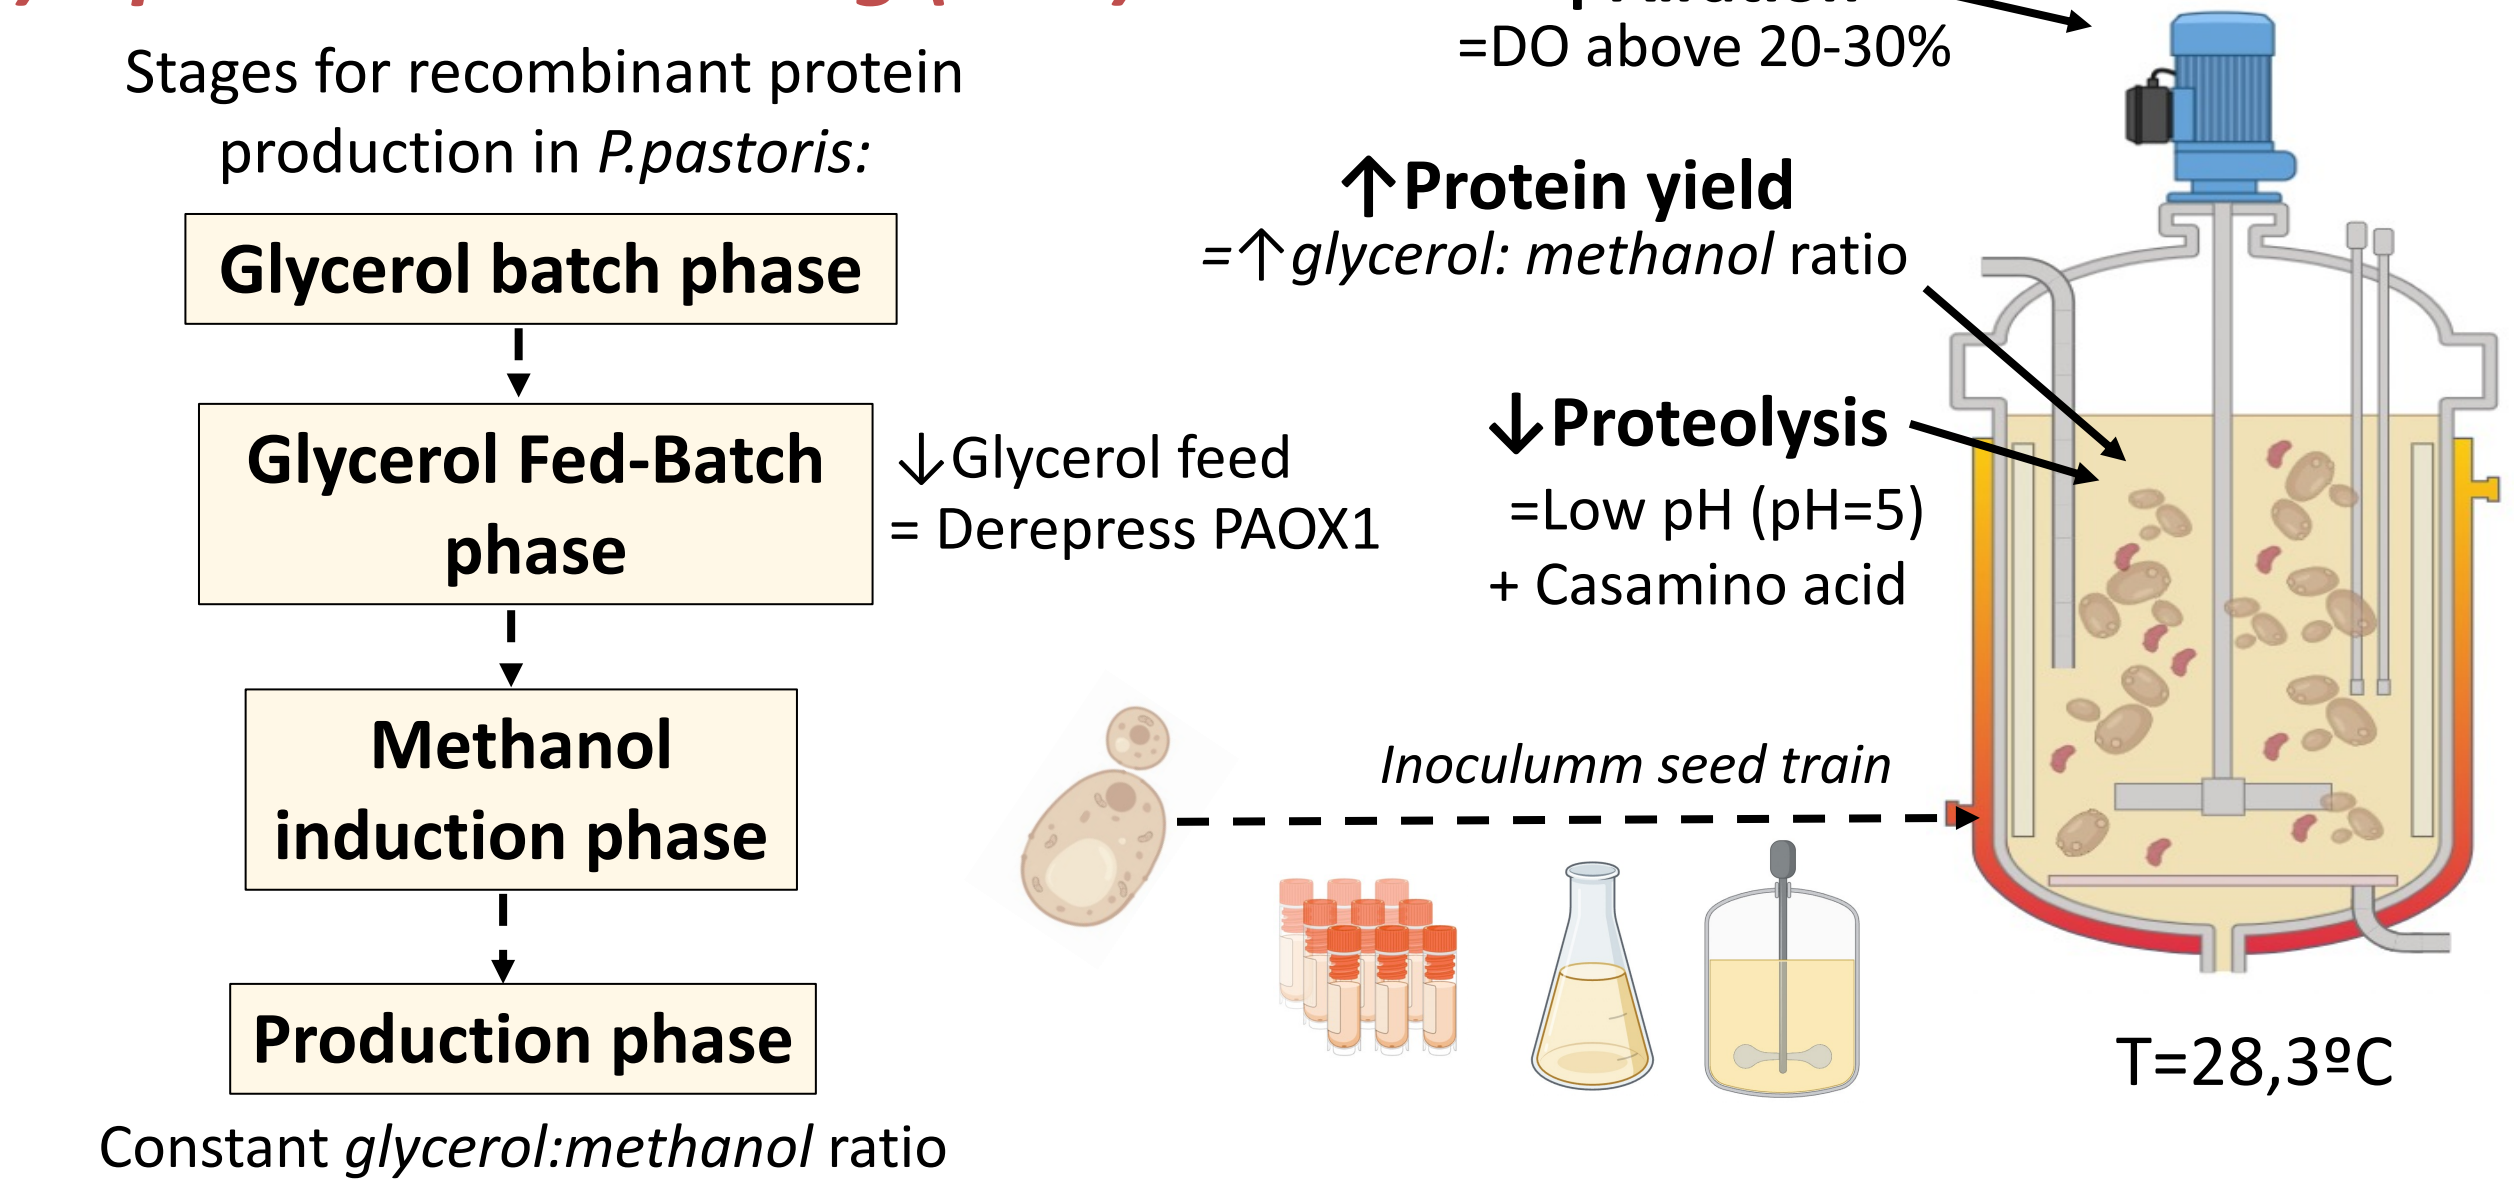 Stages for recombinant protein
production in P.pastoris:
Glycerol batch phase
Glycerol Fed-Batch
phase
↓Glycerol feed
= Derepress PAOX1
Methanol
induction phase
Production phase
Constant glycerol:methanol ratio
=DO above 20-30%
↑Protein yield
=↑glycerol: methanol ratio
↓Proteolysis
=Low pH (pH=5)
+ Casamino acid
Inoculumm seed train
T=28,3ºC